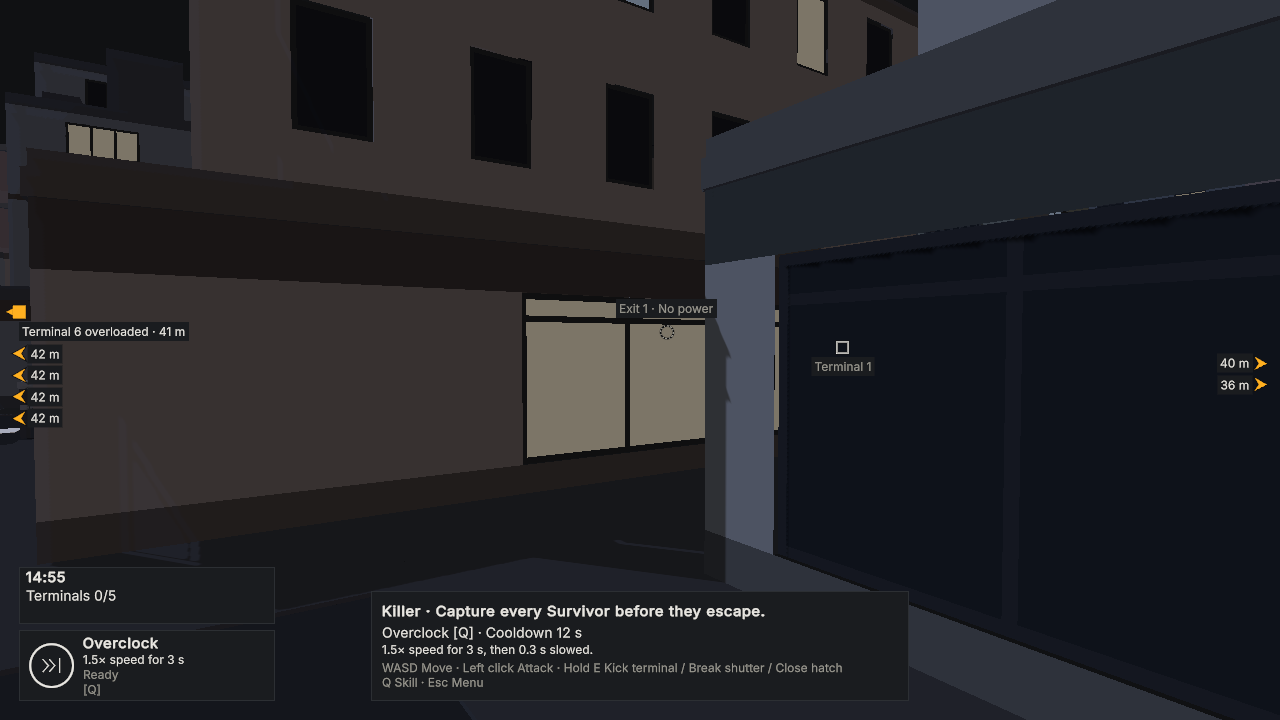 Exit 1 · No power
Terminal 6 overloaded · 41 m
42 m
42 m
42 m
42 m
Terminal 1
40 m
36 m
14:55
Terminals 0/5
Overclock
1.5× speed for 3 s
Ready
[Q]
Killer · Capture every Survivor before they escape.
Overclock [Q] · Cooldown 12 s
1.5× speed for 3 s, then 0.3 s slowed.
WASD Move · Left click Attack · Hold E Kick terminal / Break shutter / Close hatch
Q Skill · Esc Menu